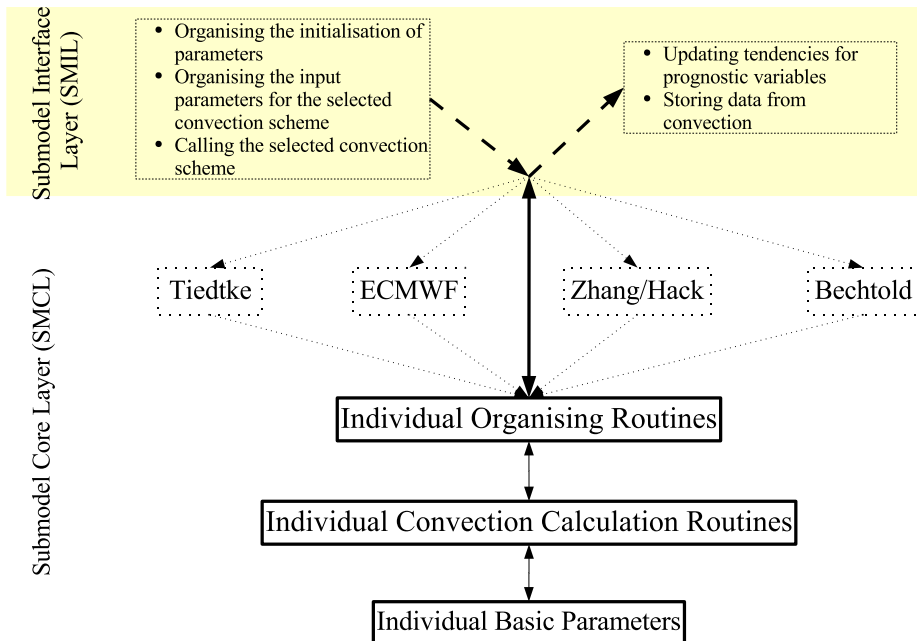 Submodel Interface
Layer (SMIL)
• Organising the initialisation of
parameters
• Organising the input
parameters for the selected
convection scheme
• Calling the selected convection
scheme
• Updating tendencies for
prognostic variables
• Storing data from
convection
Submodel Core Layer (SMCL)
Tiedtke
ECMWF
Zhang/Hack
Bechtold
Individual Organising Routines
Individual Convection Calculation Routines
Individual Basic Parameters